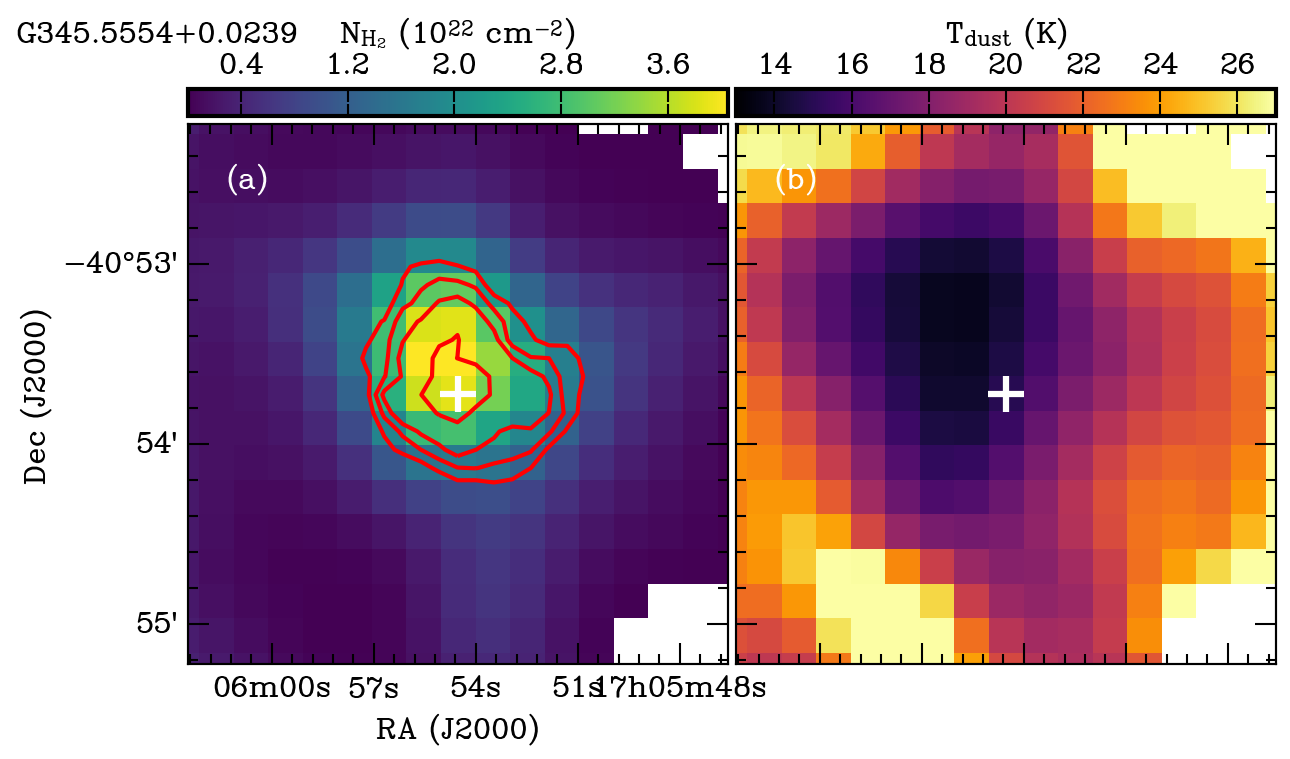 G345.5554+0.0239 N_H₂ (10²² cm⁻²) T_dust (K)
0.4 1.2 2.0 2.8 3.6 14 16 18 20 22 24 26
(a) (b)
−40°53'
54'
55'
Dec (J2000)
06m00s 57s 54s 51s 17h05m48s
RA (J2000)